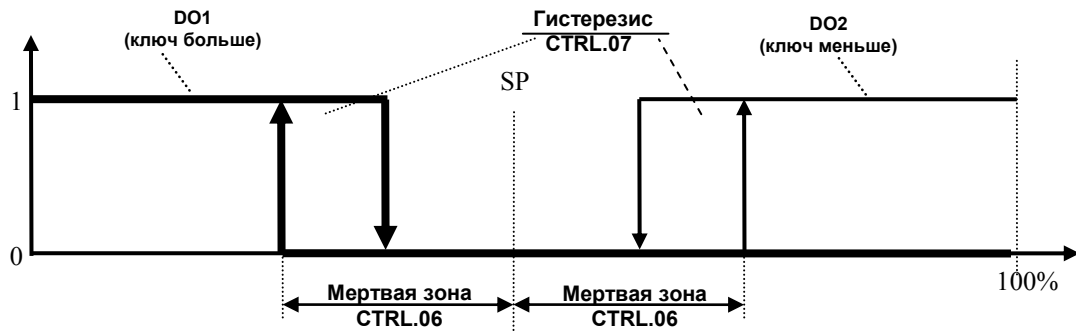 DO1
(ключ больше)
Гистерезис
CTRL.07
DO2
(ключ меньше)
SP
1
0
100%
Мертвая зона
CTRL.06
Мертвая зона
CTRL.06